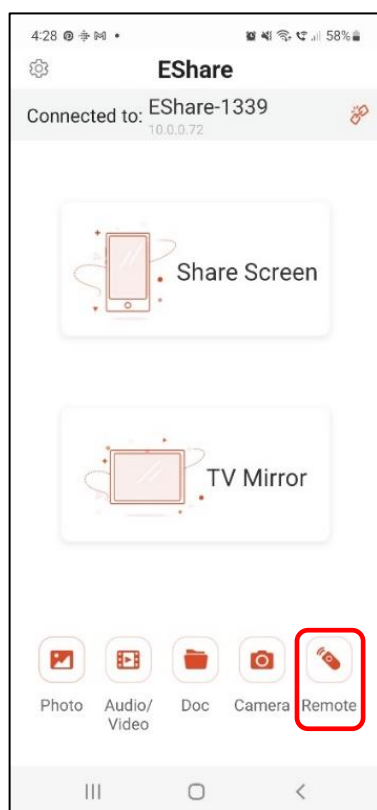 4:28 58%
EShare
Connected to: EShare-1339
10.0.0.72
Share Screen
TV Mirror
Photo Audio/ Doc Camera Remote
Video